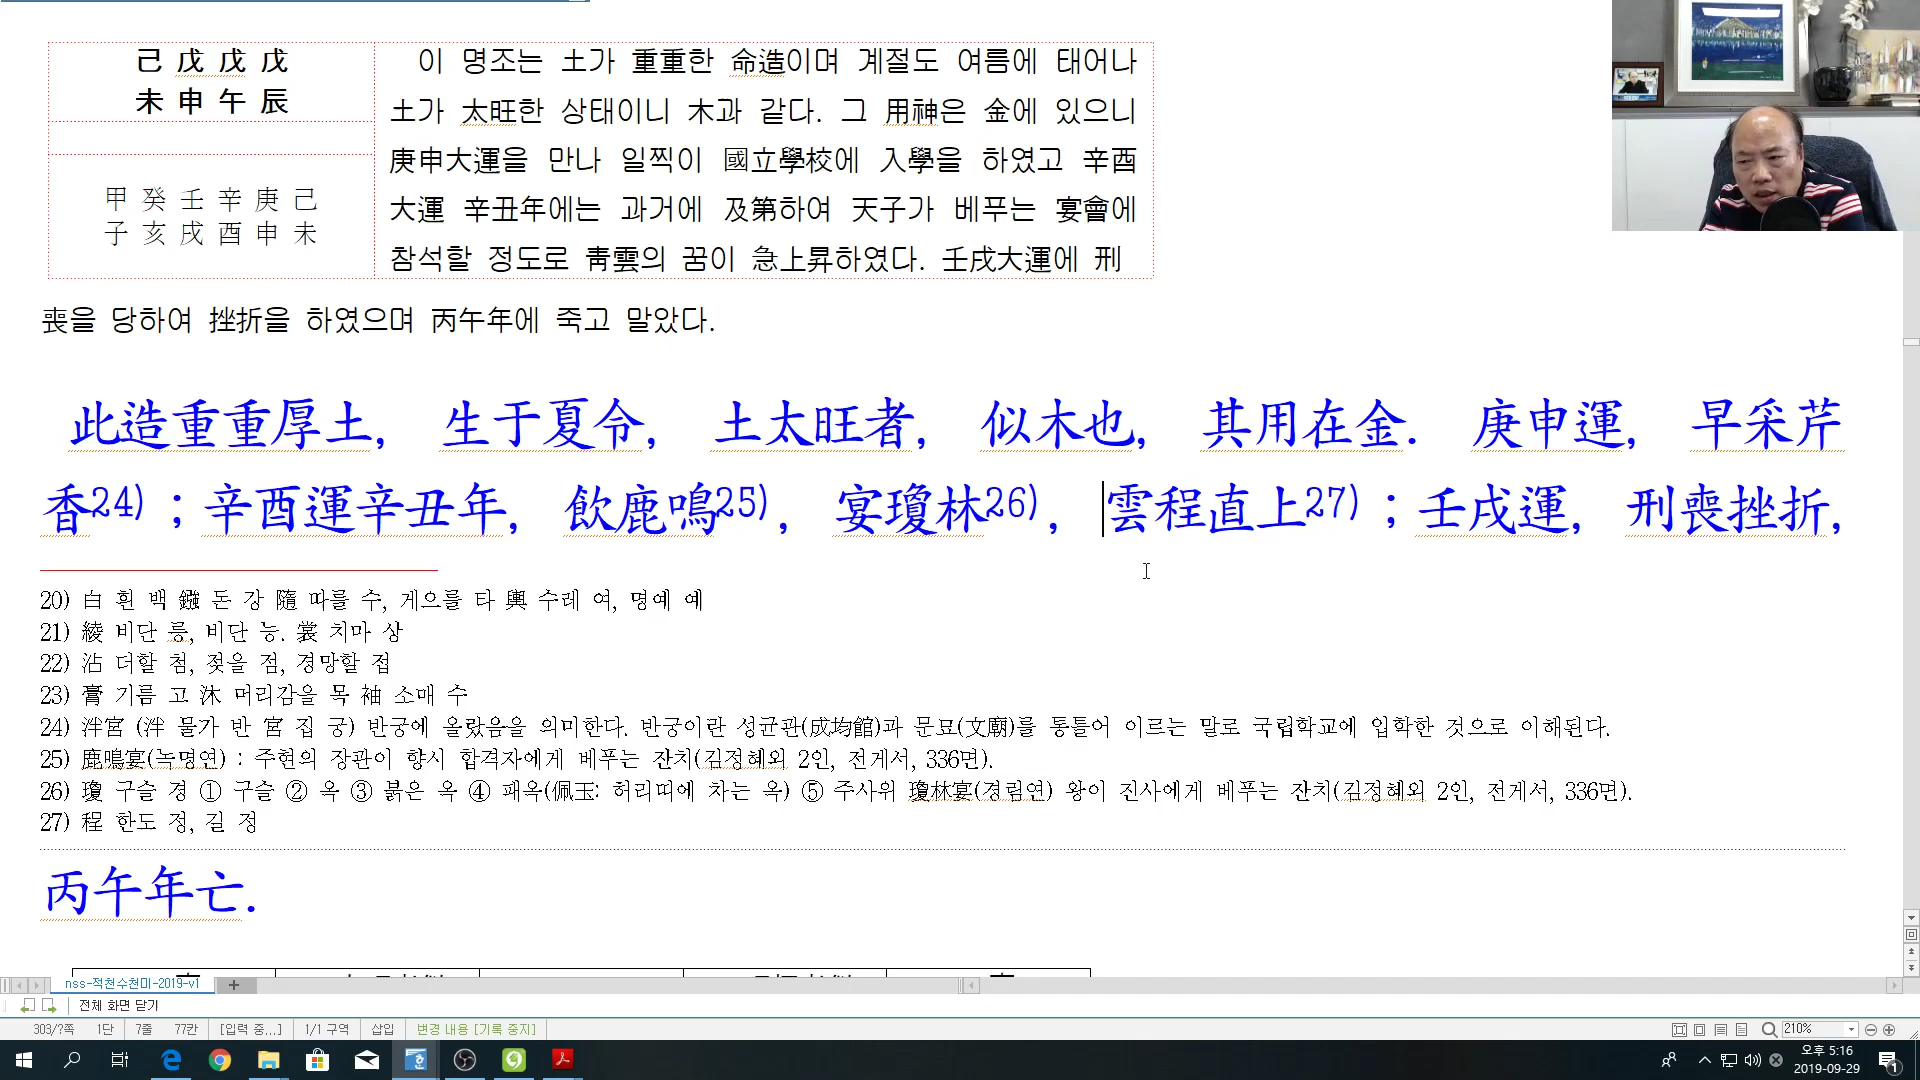 己 戊 戊 戊
未 申 午 辰
甲 癸 壬 辛 庚 己
子 亥 戌 酉 申 未
이 명조는 土가 重重한 命造이며 계절도 여름에 태어나
土가 太旺한 상태이니 木과 같다. 그 用神은 金에 있으니
庚申大運을 만나 일찍이 國立學校에 入學을 하였고 辛酉
大運 辛丑年에는 과거에 及第하여 天子가 베푸는 宴會에
참석할 정도로 靑雲의 꿈이 急上昇하였다. 壬戌大運에 刑
喪을 당하여 挫折을 하였으며 丙午年에 죽고 말았다.
此造重重厚土, 生于夏令, 土太旺者, 似木也, 其用在金. 庚申運, 早采芹
香24) ; 辛酉運辛丑年, 飮鹿鳴25), 宴瓊林26), 雲程直上27) ; 壬戌運, 刑喪挫折,
20) 白 흰 백 鏹 돈 강 隨 따를 수, 게으를 타 輿 수레 여, 명예 예
21) 綾 비단 릉, 비단 능. 裳 치마 상
22) 沾 더할 첨, 젖을 점, 경망할 접
23) 膏 기름 고 沐 머리감을 목 袖 소매 수
24) 泮宮 (泮 물가 반 宮 집 궁) 반궁에 올랐음을 의미한다. 반궁이란 성균관(成均館)과 문묘(文廟)를 통틀어 이르는 말로 국립학교에 입학한 것으로 이해된다.
25) 鹿鳴宴(녹명연) : 주현의 장관이 향시 합격자에게 베푸는 잔치(김정혜외 2인, 전게서, 336면).
26) 瓊 구슬 경 ① 구슬 ② 옥 ③ 붉은 옥 ④ 패옥(佩玉: 허리띠에 차는 옥) ⑤ 주사위 瓊林宴(경림연) 왕이 진사에게 베푸는 잔치(김정혜외 2인, 전게서, 336면).
27) 程 한도 정, 길 정
丙午年亡.
nss-적천수천미-2019-v1
전체 화면 닫기
303/?쪽 1단 7줄 77칸 [입력 중...] 1/1 구역 삽입 변경 내용 [기록 중지] 210%
오후 5:16
2019-09-29
1